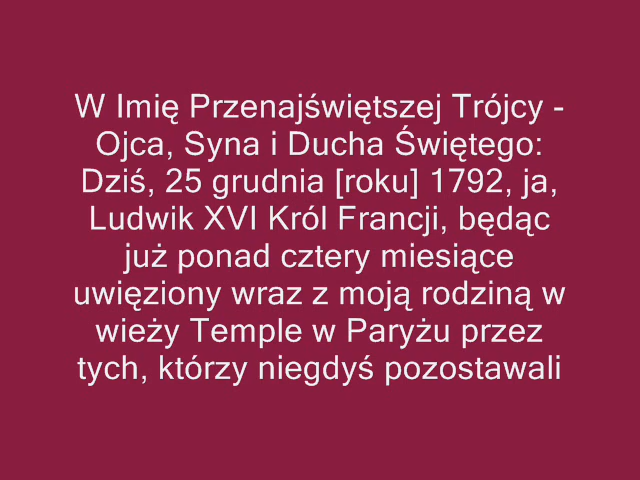 W Imię Przenajświętszej Trójcy -
Ojca, Syna i Ducha Świętego:
Dziś, 25 grudnia [roku] 1792, ja,
Ludwik XVI Król Francji, będąc
już ponad cztery miesiące
uwięziony wraz z moją rodziną w
wieży Temple w Paryżu przez
tych, którzy niegdyś pozostawali